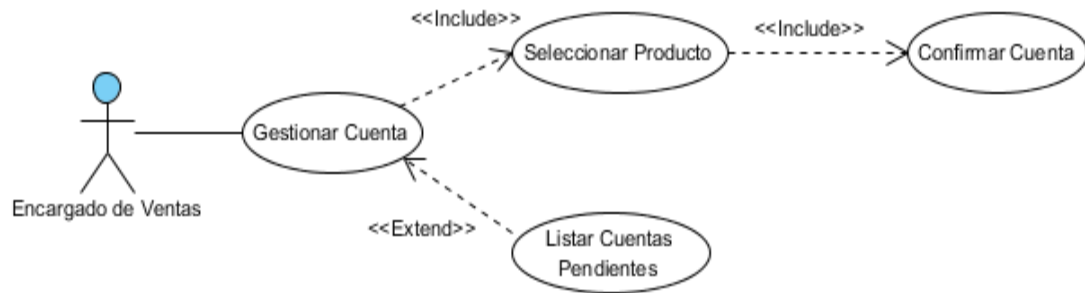 <<Include>>
Seleccionar Producto
<<Include>>
Confirmar Cuenta
Gestionar Cuenta
Encargado de Ventas
<<Extend>>
Listar Cuentas
Pendientes